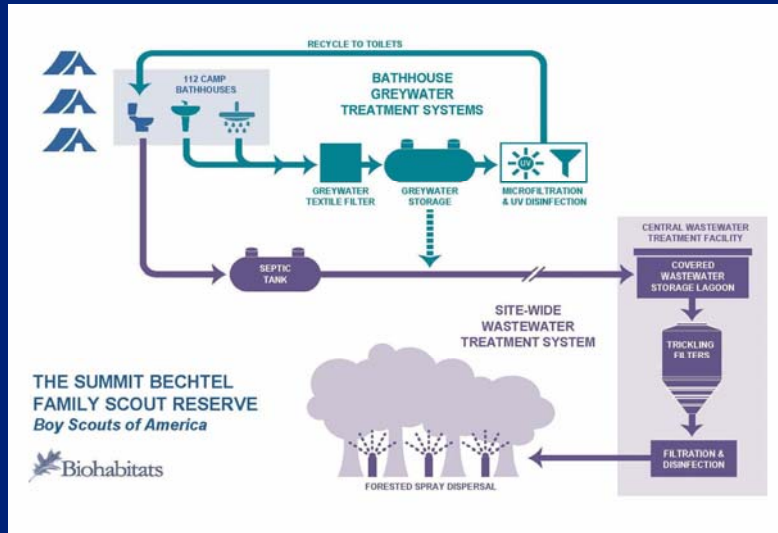 RECYCLE TO TOILETS
112 CAMP
BATHHOUSES
BATHHOUSE
GREYWATER
TREATMENT SYSTEMS
UV
GREYWATER
TEXTILE FILTER
GREYWATER
STORAGE
MICROFILTRATION
& UV DISINFECTION
CENTRAL WASTEWATER
TREATMENT FACILITY
SEPTIC
TANK
COVERED
WASTEWATER
STORAGE LAGOON
SITE-WIDE
WASTEWATER
TREATMENT SYSTEM
TRICKLING
FILTERS
THE SUMMIT BECHTEL
FAMILY SCOUT RESERVE
Boy Scouts of America
Biohabitats
FILTRATION &
DISINFECTION
FORESTED SPRAY DISPERSAL